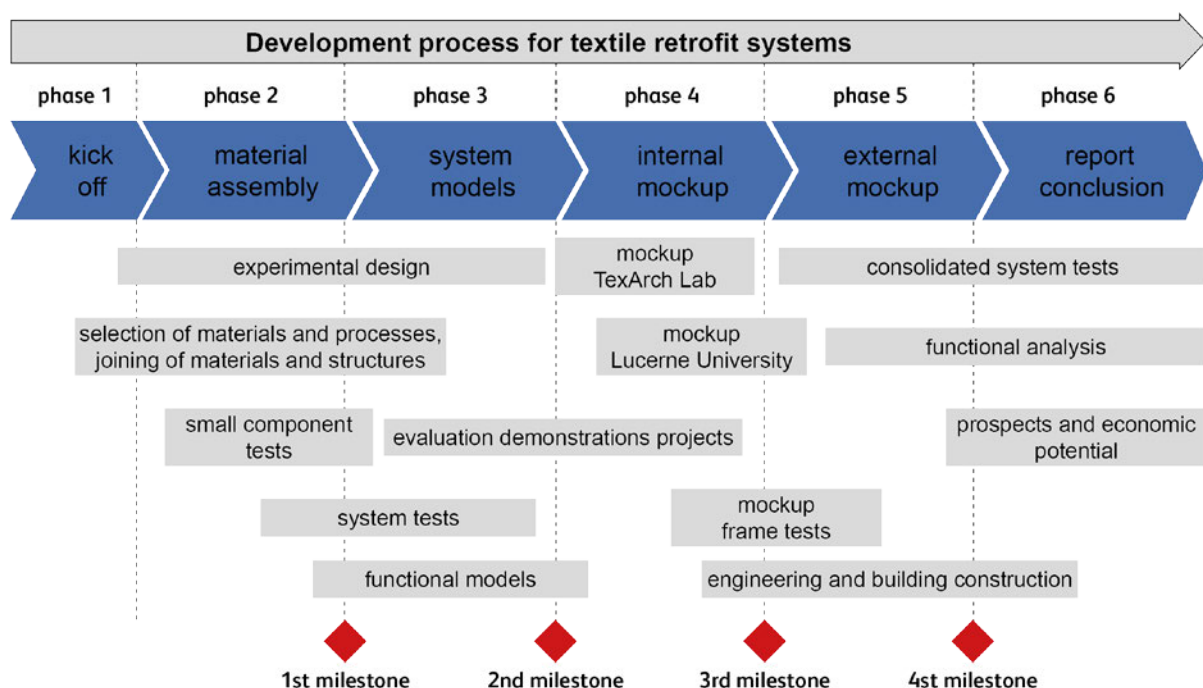 Development process for textile retrofit systems
phase 1
phase 2
phase 3
phase 4
phase 5
phase 6
kick
off
material
assembly
system
models
internal
mockup
external
mockup
report
conclusion
experimental design
mockup
TexArch Lab
consolidated system tests
selection of materials and processes,
joining of materials and structures
mockup
Lucerne University
functional analysis
small component
tests
evaluation demonstrations projects
prospects and economic
potential
system tests
mockup
frame tests
functional models
engineering and building construction
1st milestone
2nd milestone
3rd milestone
4st milestone